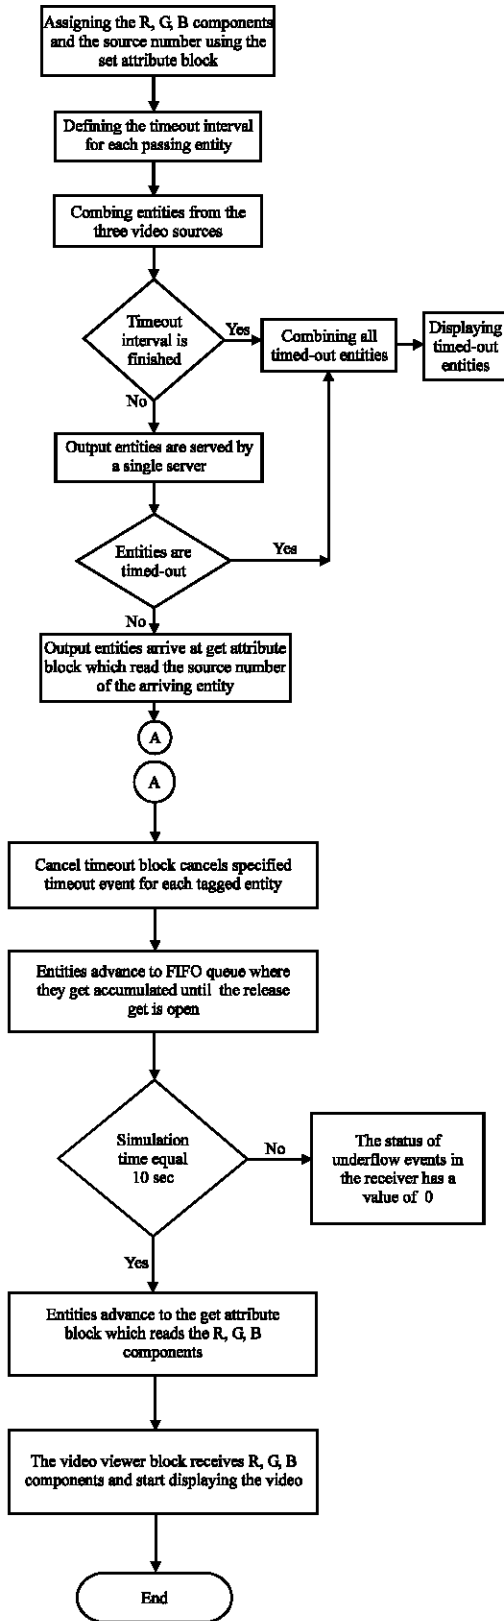 Assigning the R, G, B components
and the source number using the
set attribute block
Defining the timeout interval
for each passing entity
Combing entities from the
three video sources
Timeout
interval is
finished
Yes
Combining all
timed-out entities
Displaying
timed-out
entities
No
Output entities are served by
a single server
Entities are
timed-out
Yes
No
Output entities arrive at get attribute
block which read the source number
of the arriving entity
A
A
Cancel timeout block cancels specified
timeout event for each tagged entity
Entities advance to FIFO queue where
they get accumulated until the release
get is open
Simulation
time equal
10 sec
No
The status of
underflow events in
the receiver has a
value of 0
Yes
Entities advance to the get attribute
block which reads the R, G, B
components
The video viewer block receives R, G, B
components and start displaying the video
End